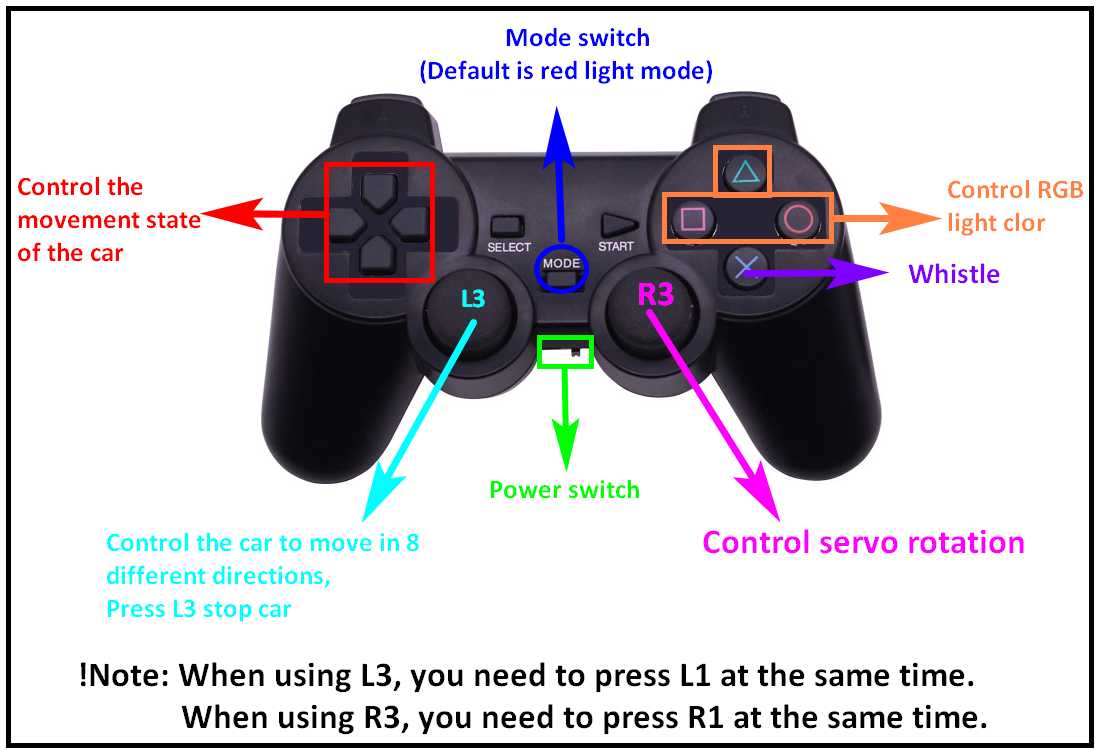 Mode switch
(Default is red light mode)
Control the
movement state
of the car
Control RGB
light clor
SELECT
START
MODE
Whistle
L3
R3
Power switch
Control the car to move in 8
different directions,
Press L3 stop car
Control servo rotation
!Note: When using L3, you need to press L1 at the same time.
When using R3, you need to press R1 at the same time.